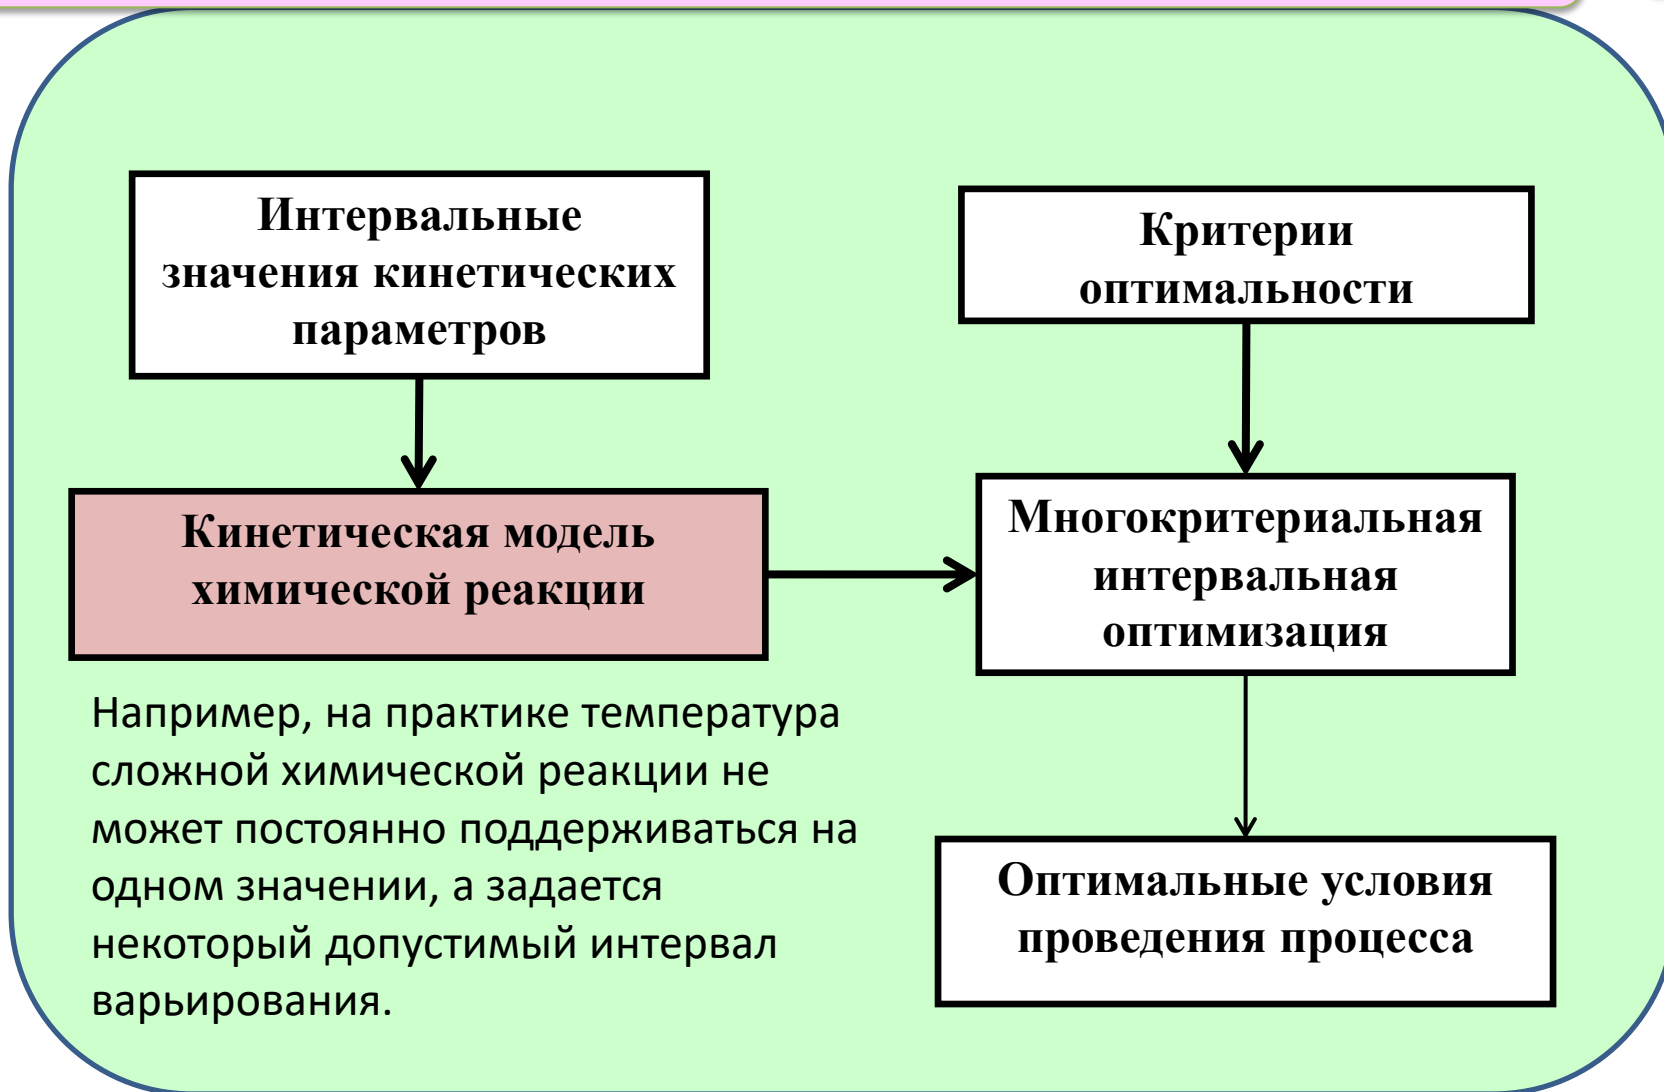 Интервальные
значения кинетических
параметров
Критерии
оптимальности
Кинетическая модель
химической реакции
Многокритериальная
интервальная
оптимизация
Например, на практике температура
сложной химической реакции не
может постоянно поддерживаться на
одном значении, а задается
некоторый допустимый интервал
варьирования.
Оптимальные условия
проведения процесса